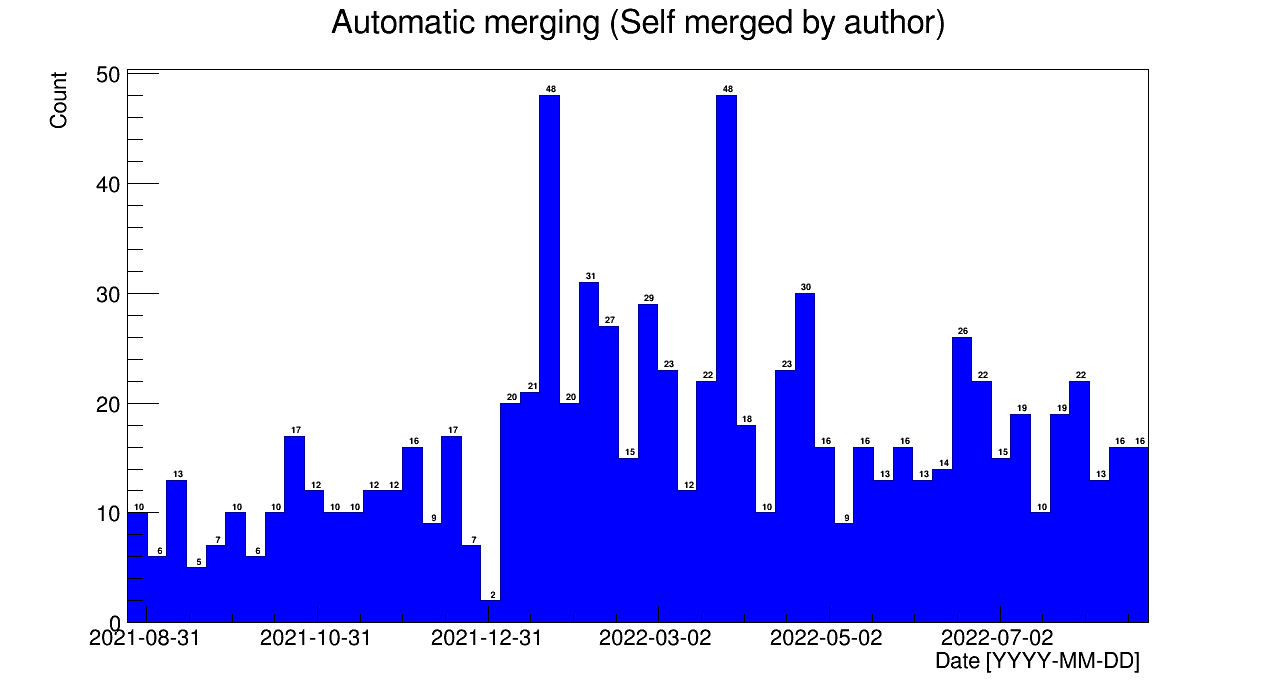 Automatic merging (Self merged by author)
Count
50
40
30
20
10
0
48 48
31
30
29
27
26
23 23
22 22 22
21
20 20
19 19
18
17 17
16 16 16 16 16 16
15 15
14
13 13 13 13
12 12 12 12
10 10 10 10 10 10 10
9 9
7 7
6 6
5
2
2021-08-31 2021-10-31 2021-12-31 2022-03-02 2022-05-02 2022-07-02
Date [YYYY-MM-DD]